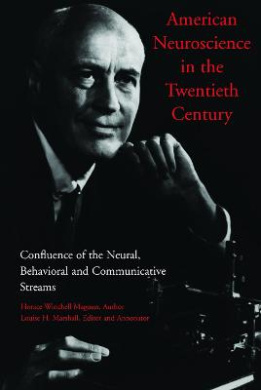 American
Neuroscience
in the
Twentieth
Century
Confluence of the Neural,
Behavioral and Communicative
Streams
Horace Winchell Magoun, Author
Louise H. Marshall, Editor and Annotator